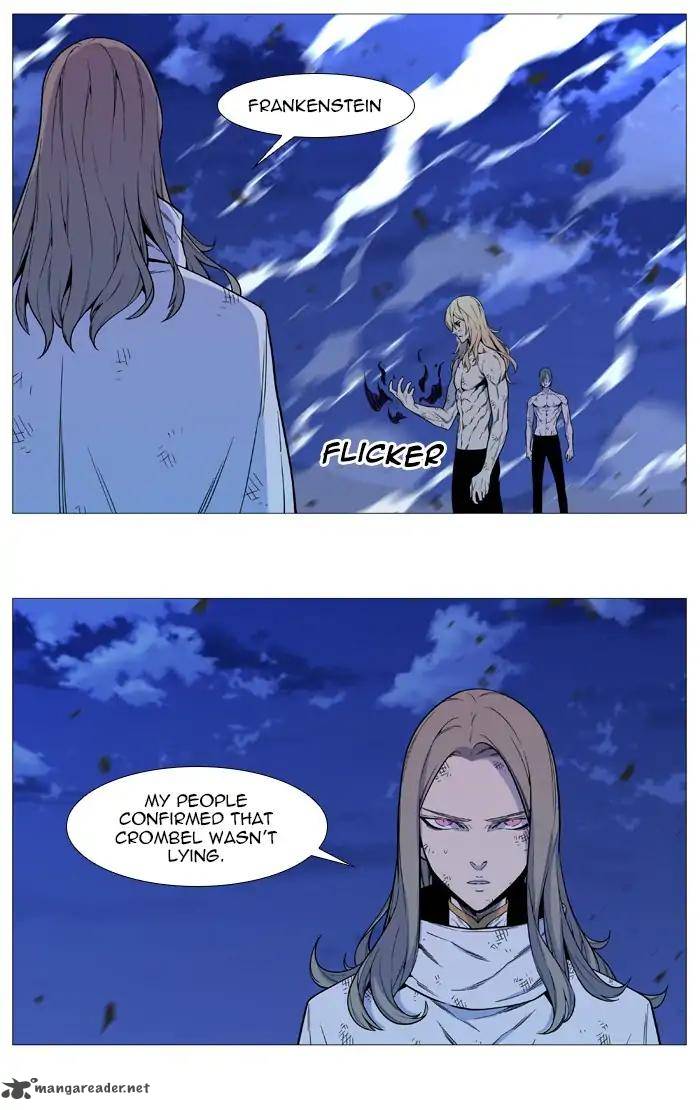 FRANKENSTEIN
FLICKER
MY PEOPLE
CONFIRMED THAT
CROMBEL WASN'T
LYING.
mangareader.net